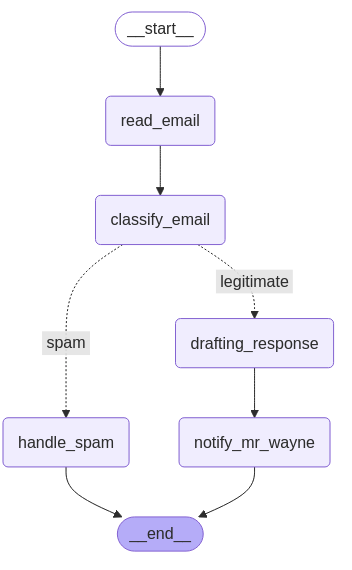 __start__
read_email
classify_email
legitimate
spam
drafting_response
handle_spam
notify_mr_wayne
__end__